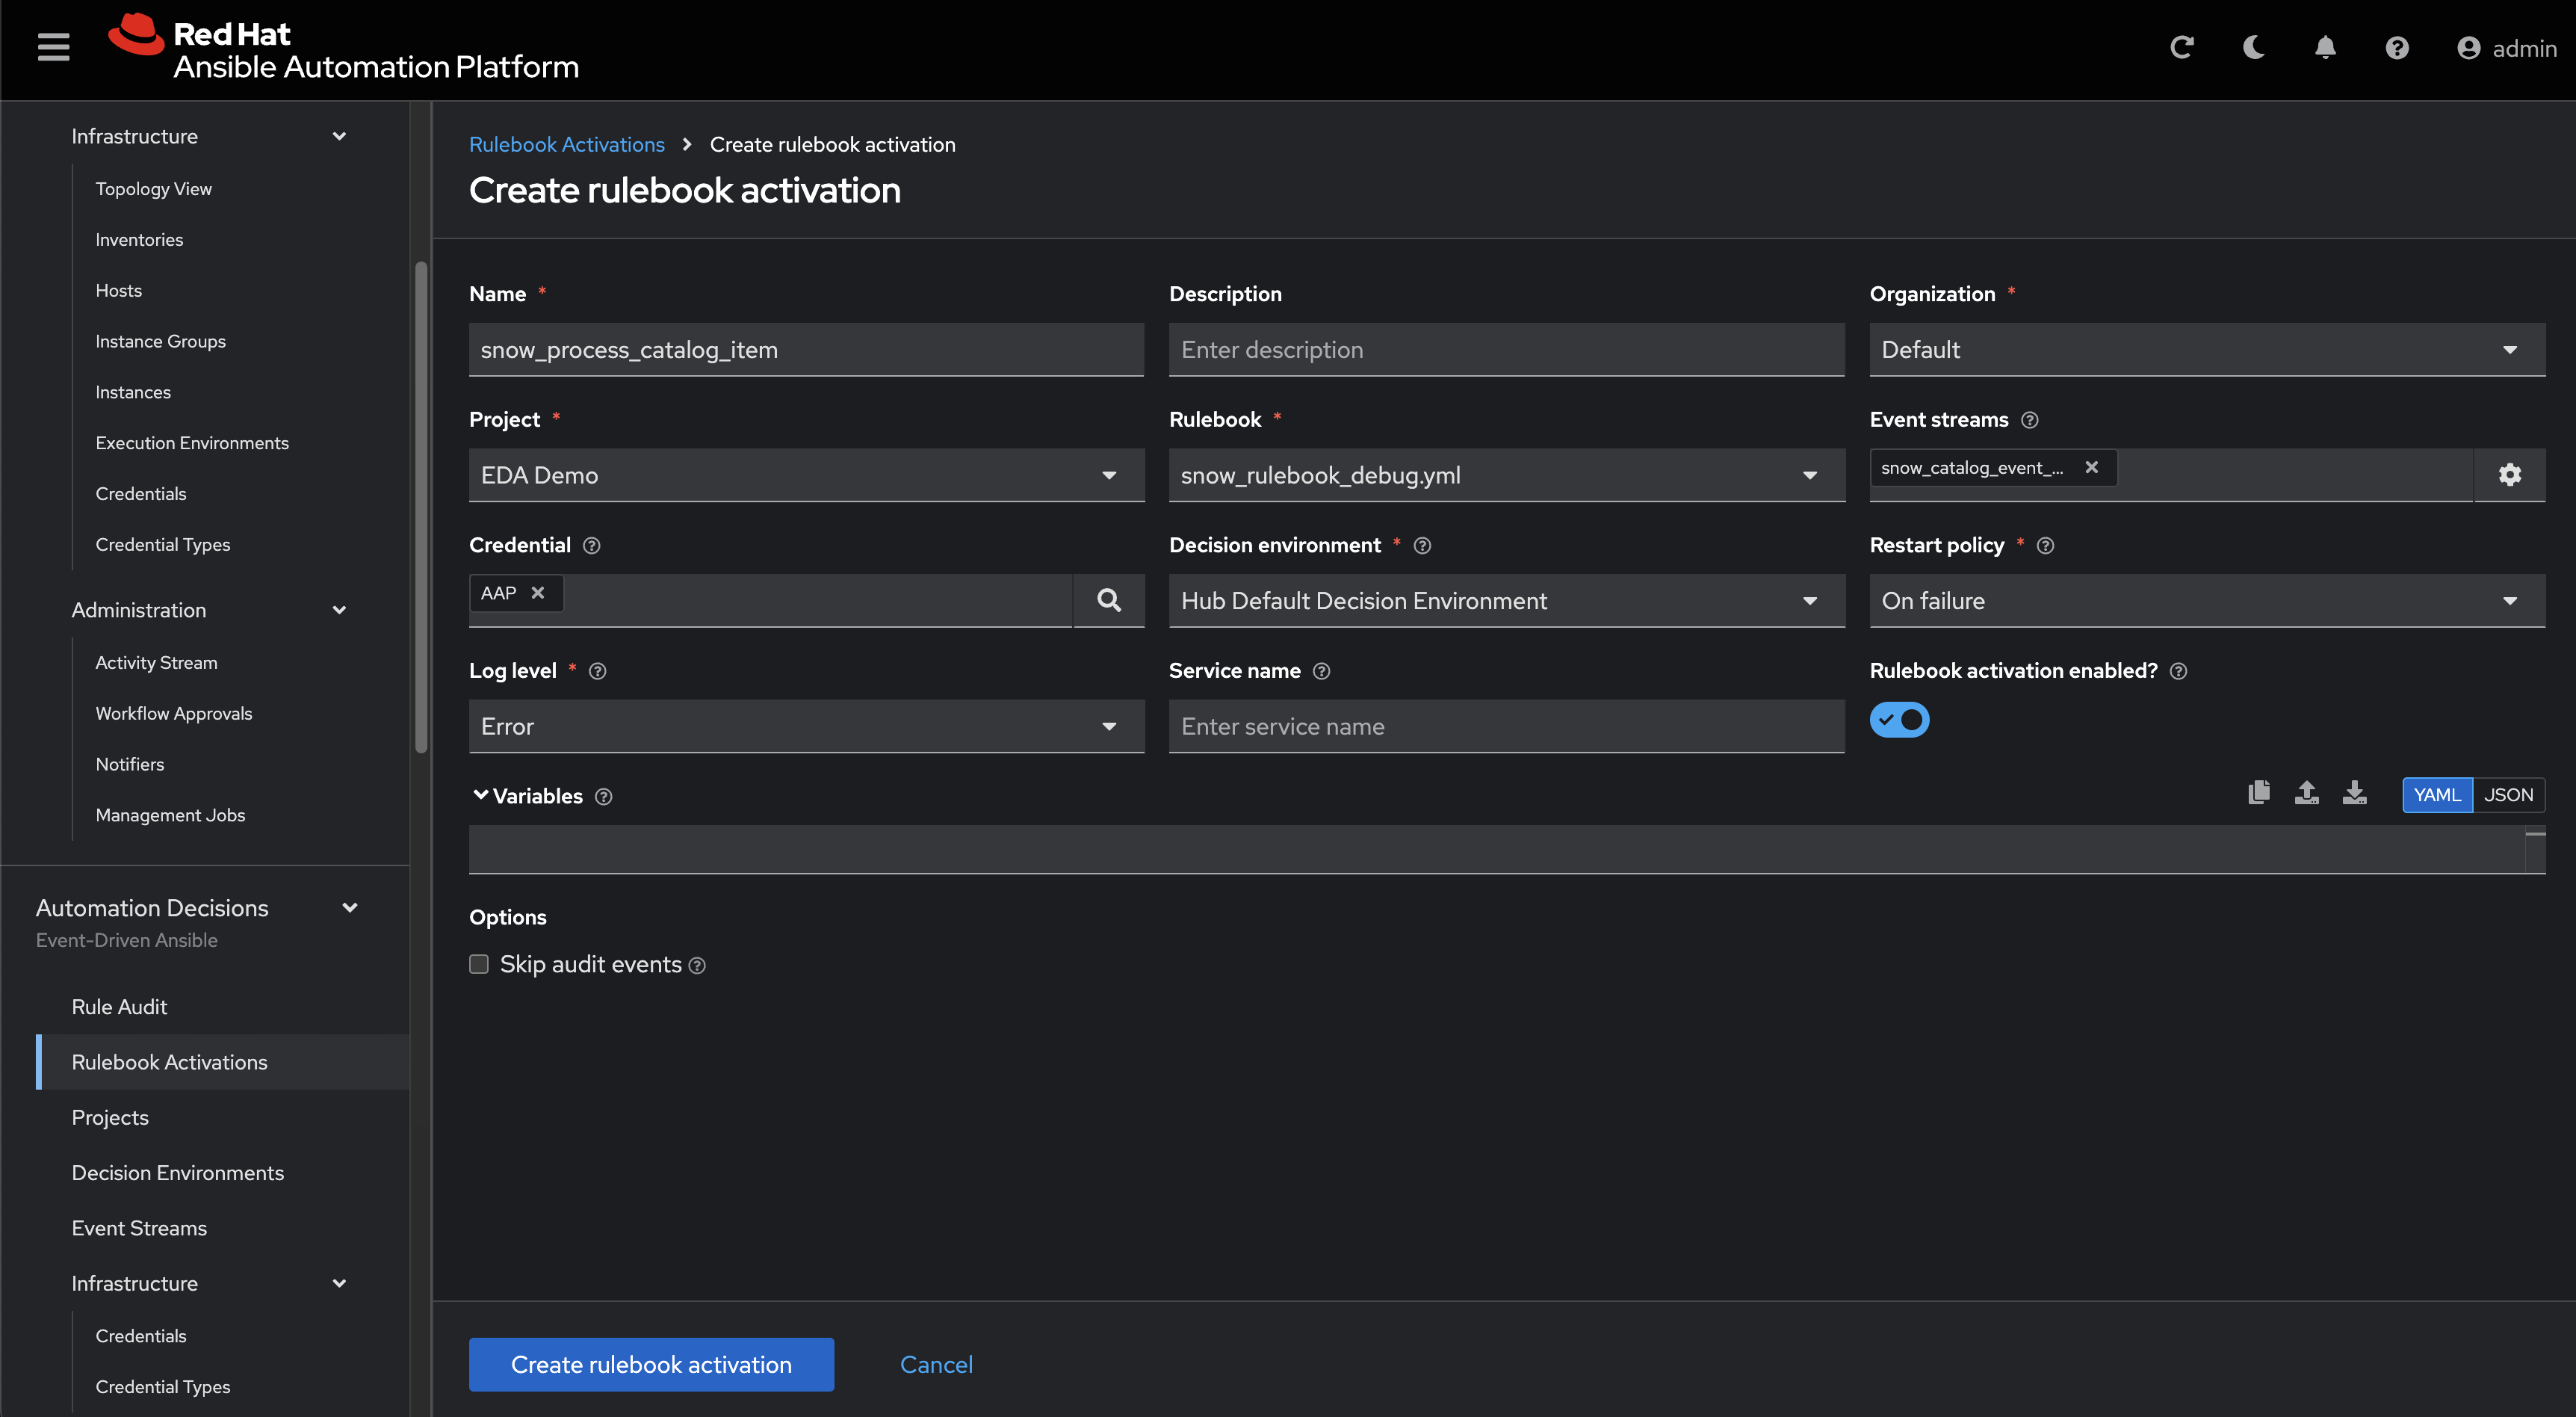 Red Hat
Ansible Automation Platform
admin
Infrastructure
Topology View
Inventories
Hosts
Instance Groups
Instances
Execution Environments
Credentials
Credential Types
Administration
Activity Stream
Workflow Approvals
Notifiers
Management Jobs
Automation Decisions
Event-Driven Ansible
Rule Audit
Rulebook Activations
Projects
Decision Environments
Event Streams
Infrastructure
Credentials
Credential Types
Rulebook Activations > Create rulebook activation
Create rulebook activation
Name *
snow_process_catalog_item
Description
Enter description
Organization *
Default
Project *
EDA Demo
Rulebook *
snow_rulebook_debug.yml
Event streams
snow_catalog_event_...
Credential
AAP
Decision environment *
Hub Default Decision Environment
Restart policy *
On failure
Log level *
Error
Service name
Enter service name
Rulebook activation enabled?
Variables
YAML JSON
Options
Skip audit events
Create rulebook activation
Cancel